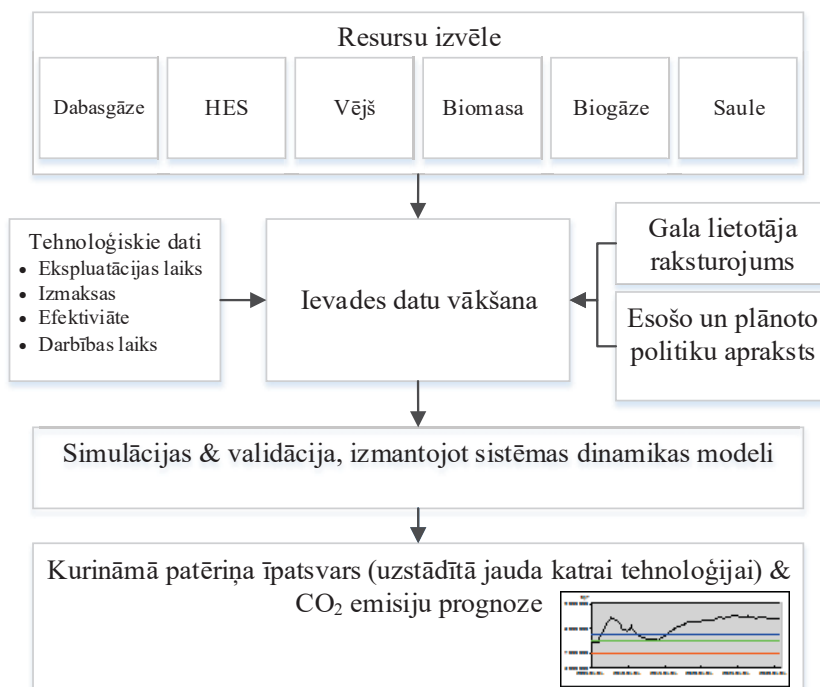 Resursu izvēle
Dabasgāze
HES
Vējš
Biomasa
Biogāze
Saule
Tehnoloģiskie dati
• Ekspluatācijas laiks
• Izmaksas
• Efektiviāte
• Darbības laiks
Ievades datu vākšana
Gala lietotāja
raksturojums
Esošo un plānoto
politiku apraksts
Simulācijas & validācija, izmantojot sistēmas dinamikas modeli
Kurināmā patēriņa īpatsvars (uzstādītā jauda katrai tehnoloģijai) &
CO₂ emisiju prognoze